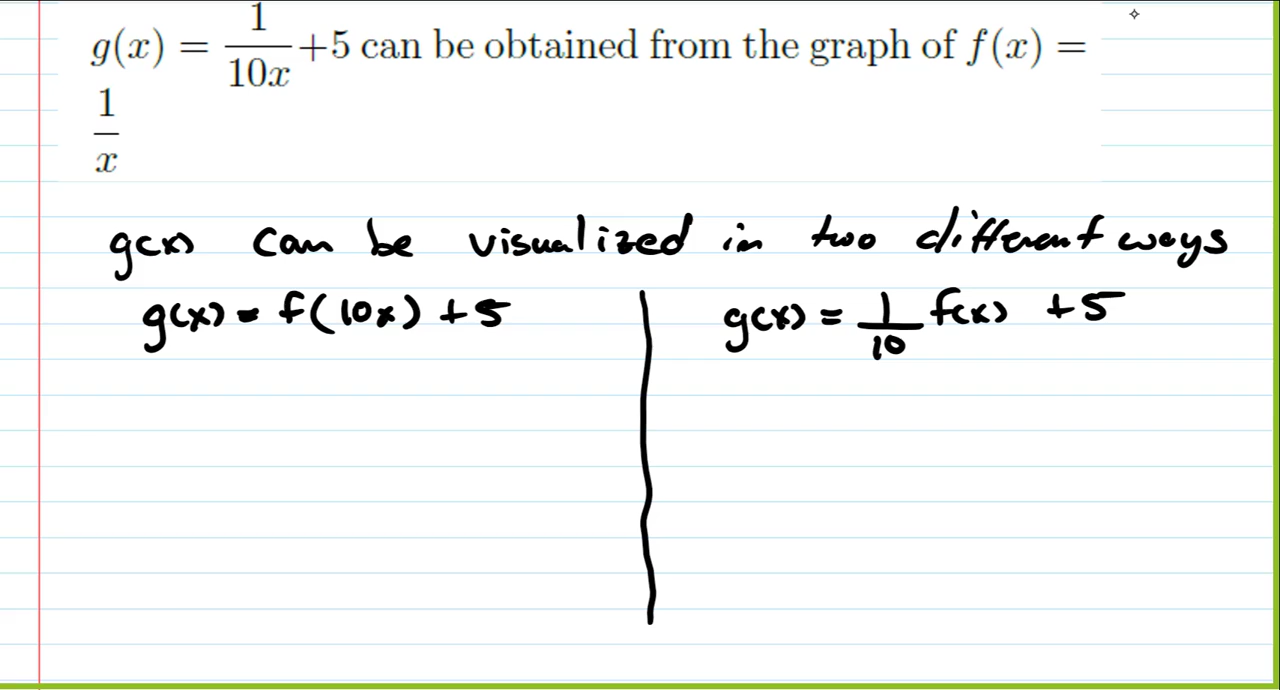 g(x) = 1/10x +5 can be obtained from the graph of f(x) =
1/x
g(x) can be visualized in two different ways
g(x) = f(10x) +5
g(x) = 1/10 f(x) +5